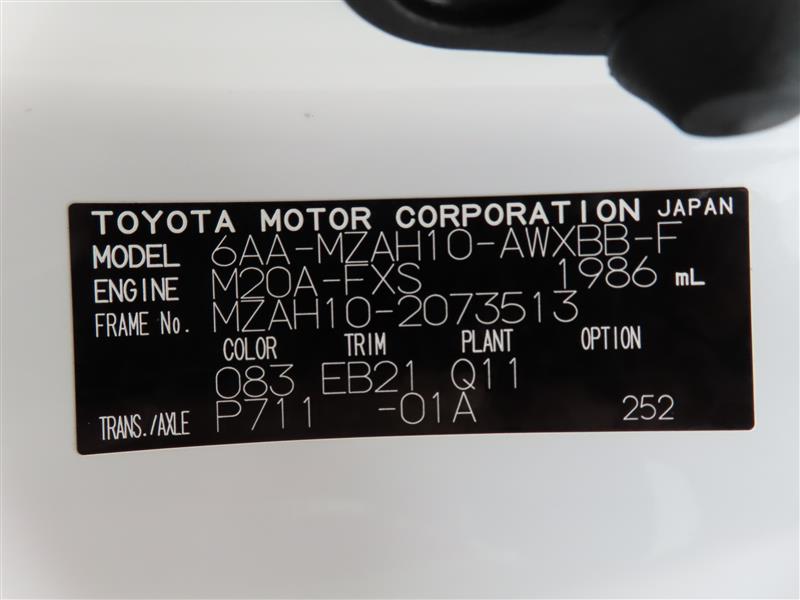 TOYOTA MOTOR CORPORATION JAPAN
MODEL 6AA-MZAH10-AWXBB-F
ENGINE M20A-FXS 1986 mL
FRAME No. MZAH10-2073513
COLOR TRIM PLANT OPTION
083 EB21 Q11
TRANS./AXLE P711 -01A 252